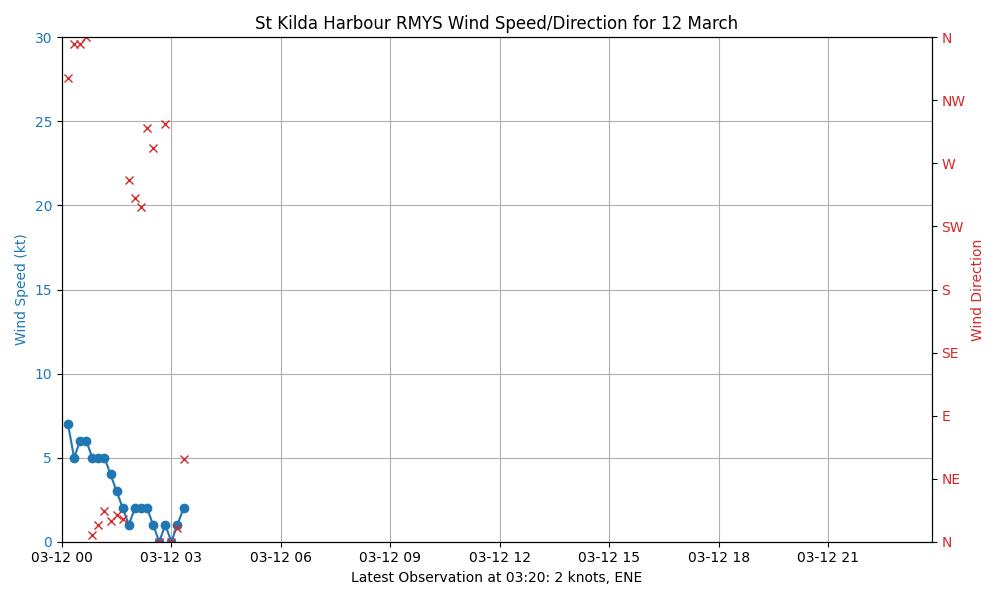 St Kilda Harbour RMYS Wind Speed/Direction for 12 March
30
25
20
15
10
5
0
Wind Speed (kt)
N
NW
W
SW
S
SE
E
NE
N
Wind Direction
03-12 00
03-12 03
03-12 06
03-12 09
03-12 12
03-12 15
03-12 18
03-12 21
Latest Observation at 03:20: 2 knots, ENE